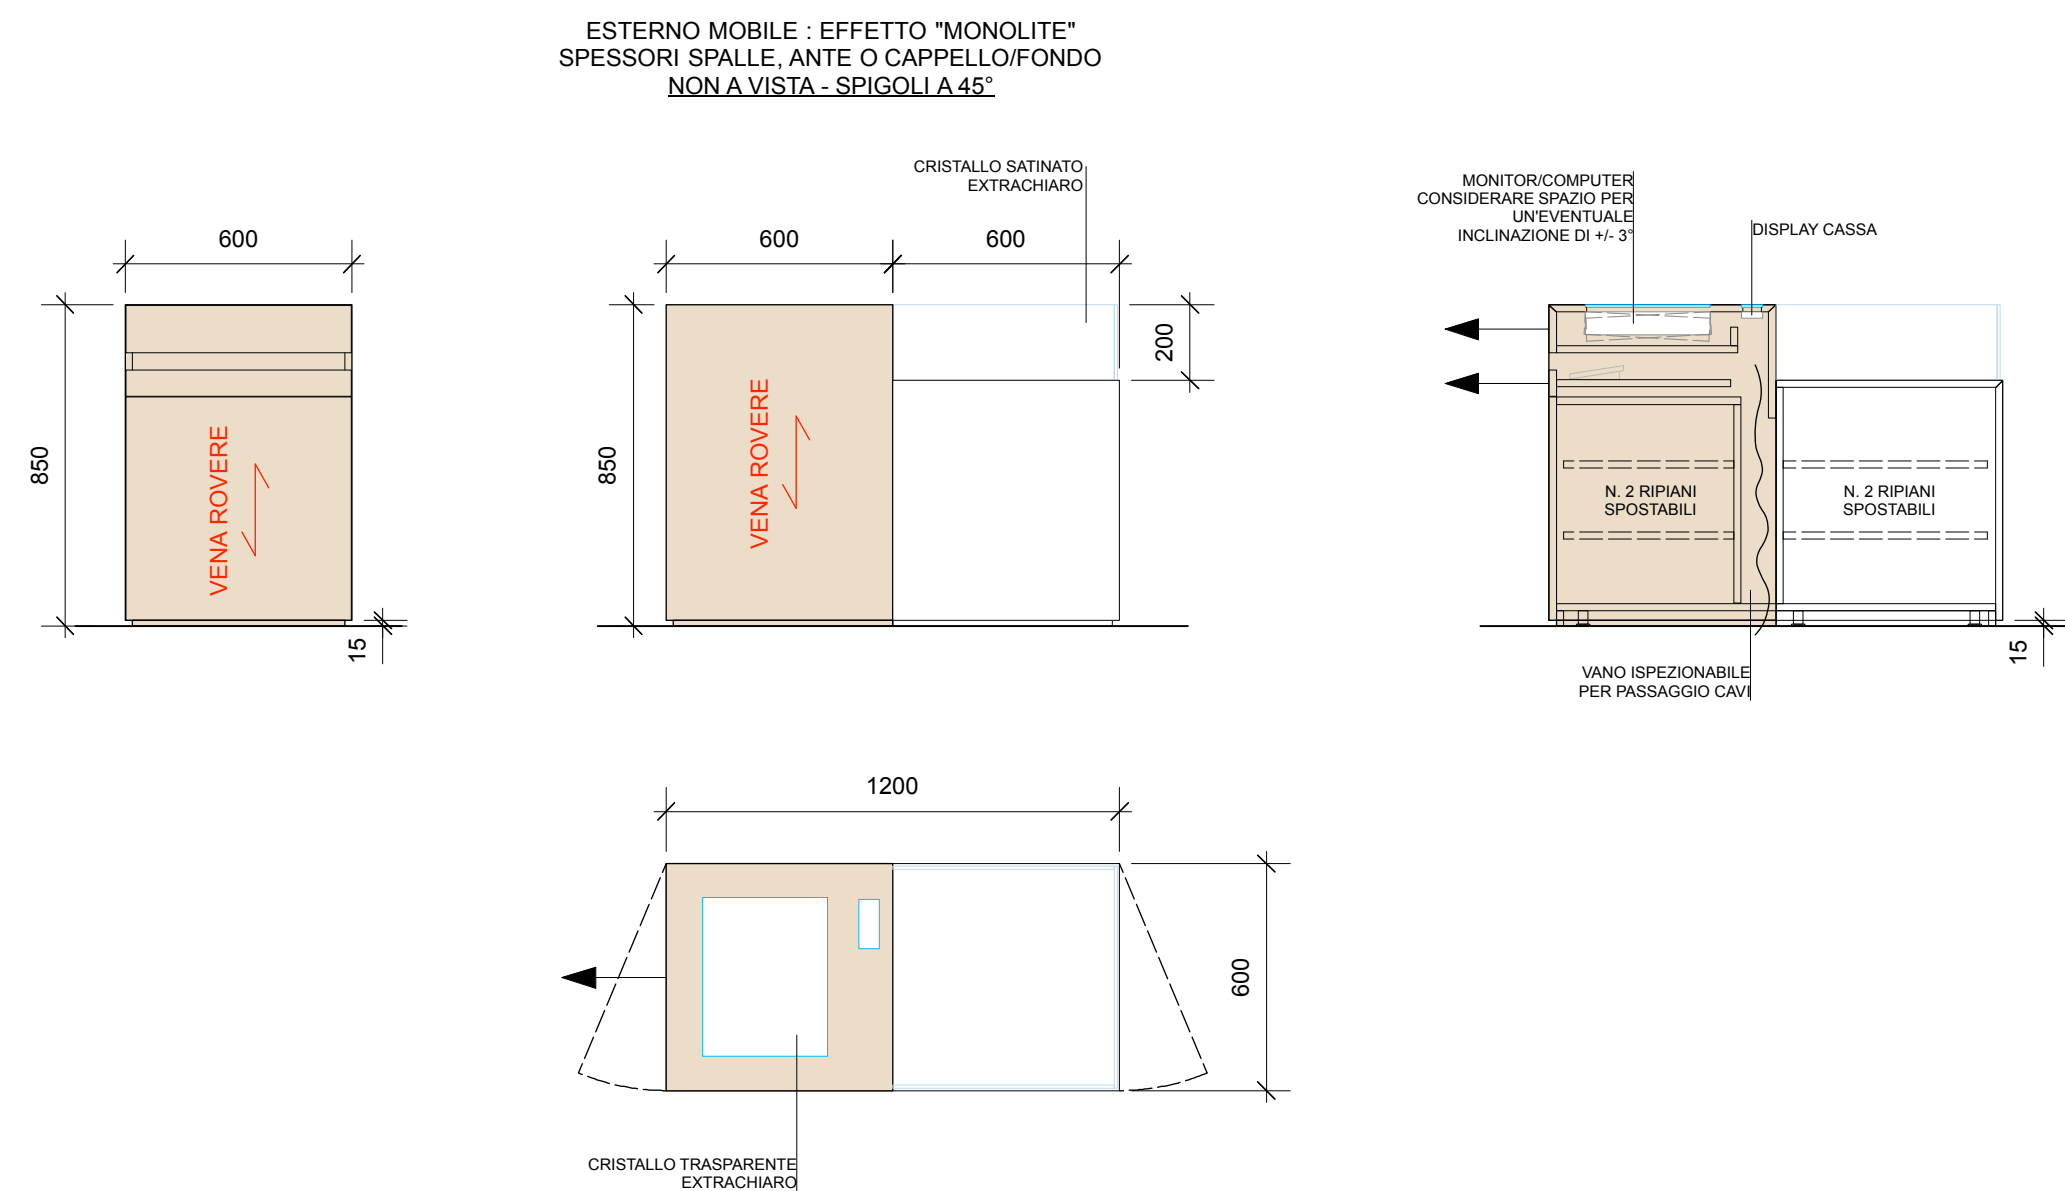 ESTERNO MOBILE : EFFETTO "MONOLITE"
SPESSORI SPALLE, ANTE O CAPPELLO/FONDO
NON A VISTA - SPIGOLI A 45°
600
850
VENA ROVERE
15
CRISTALLO SATINATO
EXTRACHIARO
600
600
200
850
VENA ROVERE
MONITOR/COMPUTER
CONSIDERARE SPAZIO PER
UN'EVENTUALE
INCLINAZIONE DI +/- 3°
DISPLAY CASSA
N. 2 RIPIANI
SPOSTABILI
N. 2 RIPIANI
SPOSTABILI
15
VANO ISPEZIONABILE
PER PASSAGGIO CAVI
1200
600
CRISTALLO TRASPARENTE
EXTRACHIARO